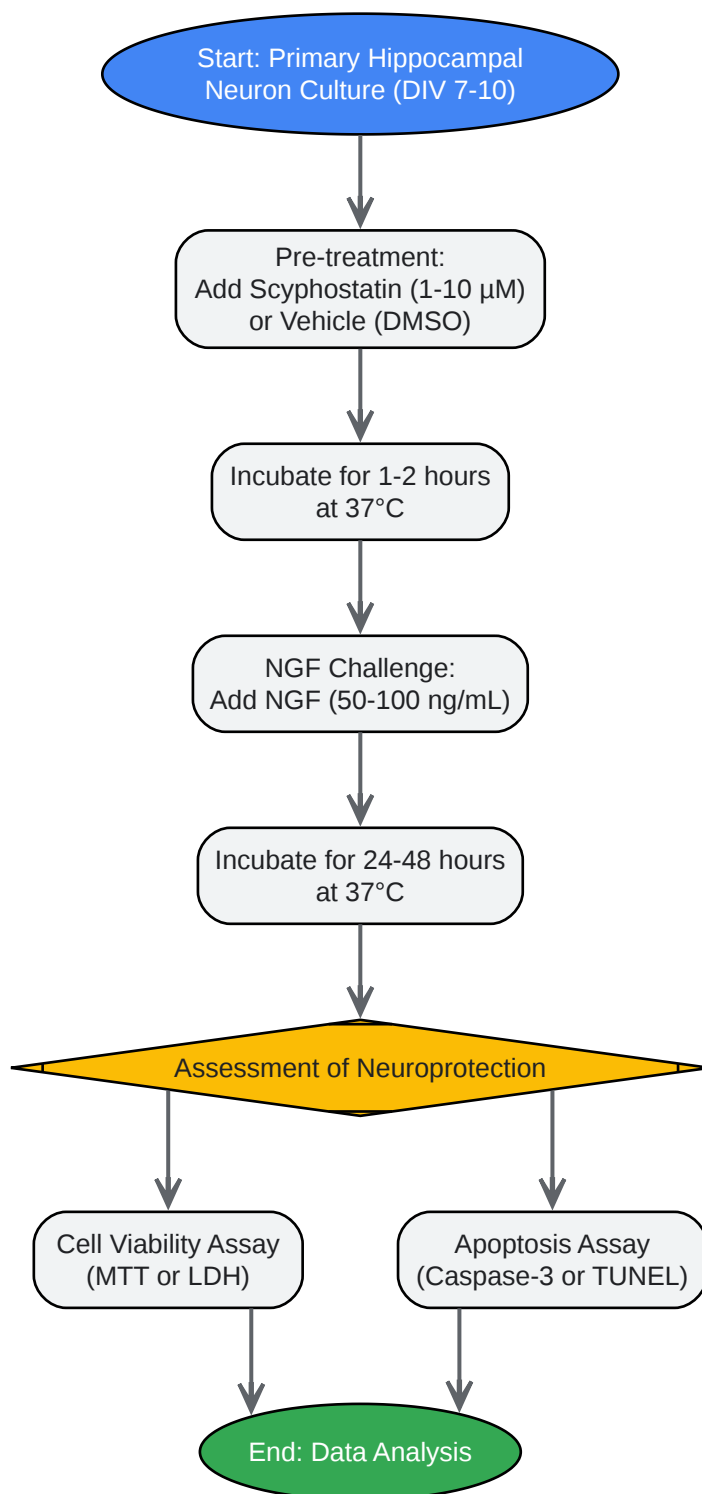 Start: Primary Hippocampal
Neuron Culture (DIV 7-10)
Pre-treatment:
Add Scyphostatin (1-10 µM)
or Vehicle (DMSO)
Incubate for 1-2 hours
at 37°C
NGF Challenge:
Add NGF (50-100 ng/mL)
Incubate for 24-48 hours
at 37°C
Assessment of Neuroprotection
Cell Viability Assay
(MTT or LDH)
Apoptosis Assay
(Caspase-3 or TUNEL)
End: Data Analysis